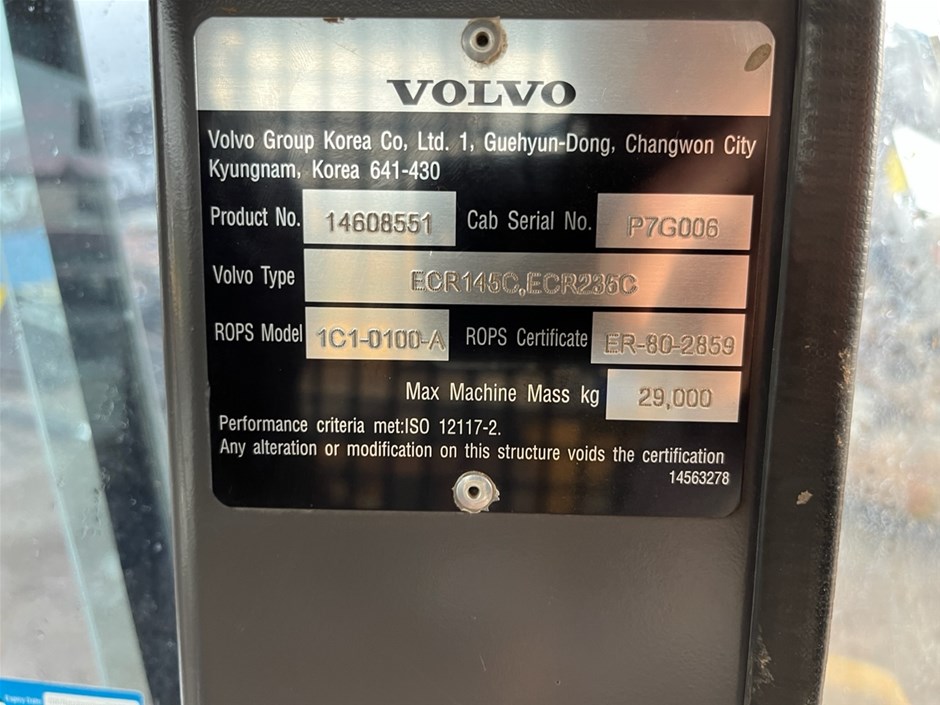 VOLVO
Volvo Group Korea Co, Ltd. 1, Guehyun-Dong, Changwon City
Kyungnam, Korea 641-430
Product No. 14608551 Cab Serial No. P7G006
Volvo Type ECR145C,ECR235C
ROPS Model 1C1-0100-A ROPS Certificate ER-80-2859
Max Machine Mass kg 29,000
Performance criteria met:ISO 12117-2.
Any alteration or modification on this structure voids the certification
14563278
Expiry Date